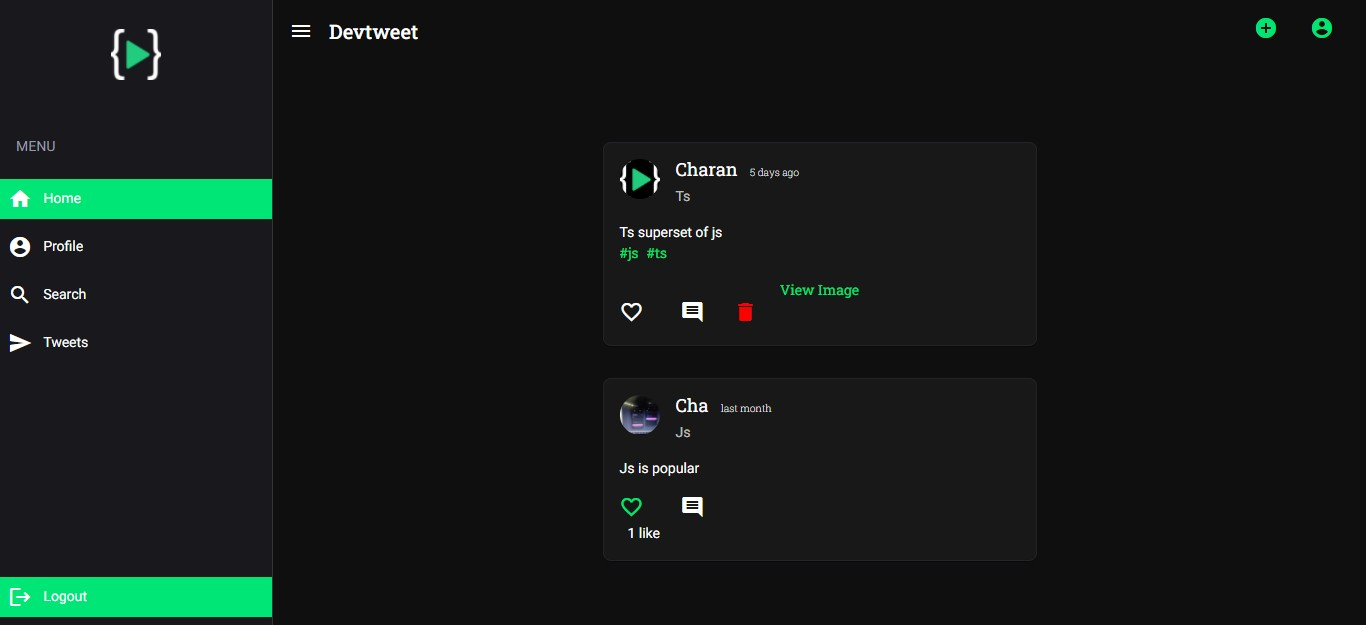 Devtweet
MENU
Home
Profile
Search
Tweets
Logout
Charan 5 days ago
Ts
Ts superset of js
#js #ts
View Image
Cha last month
Js
Js is popular
1 like